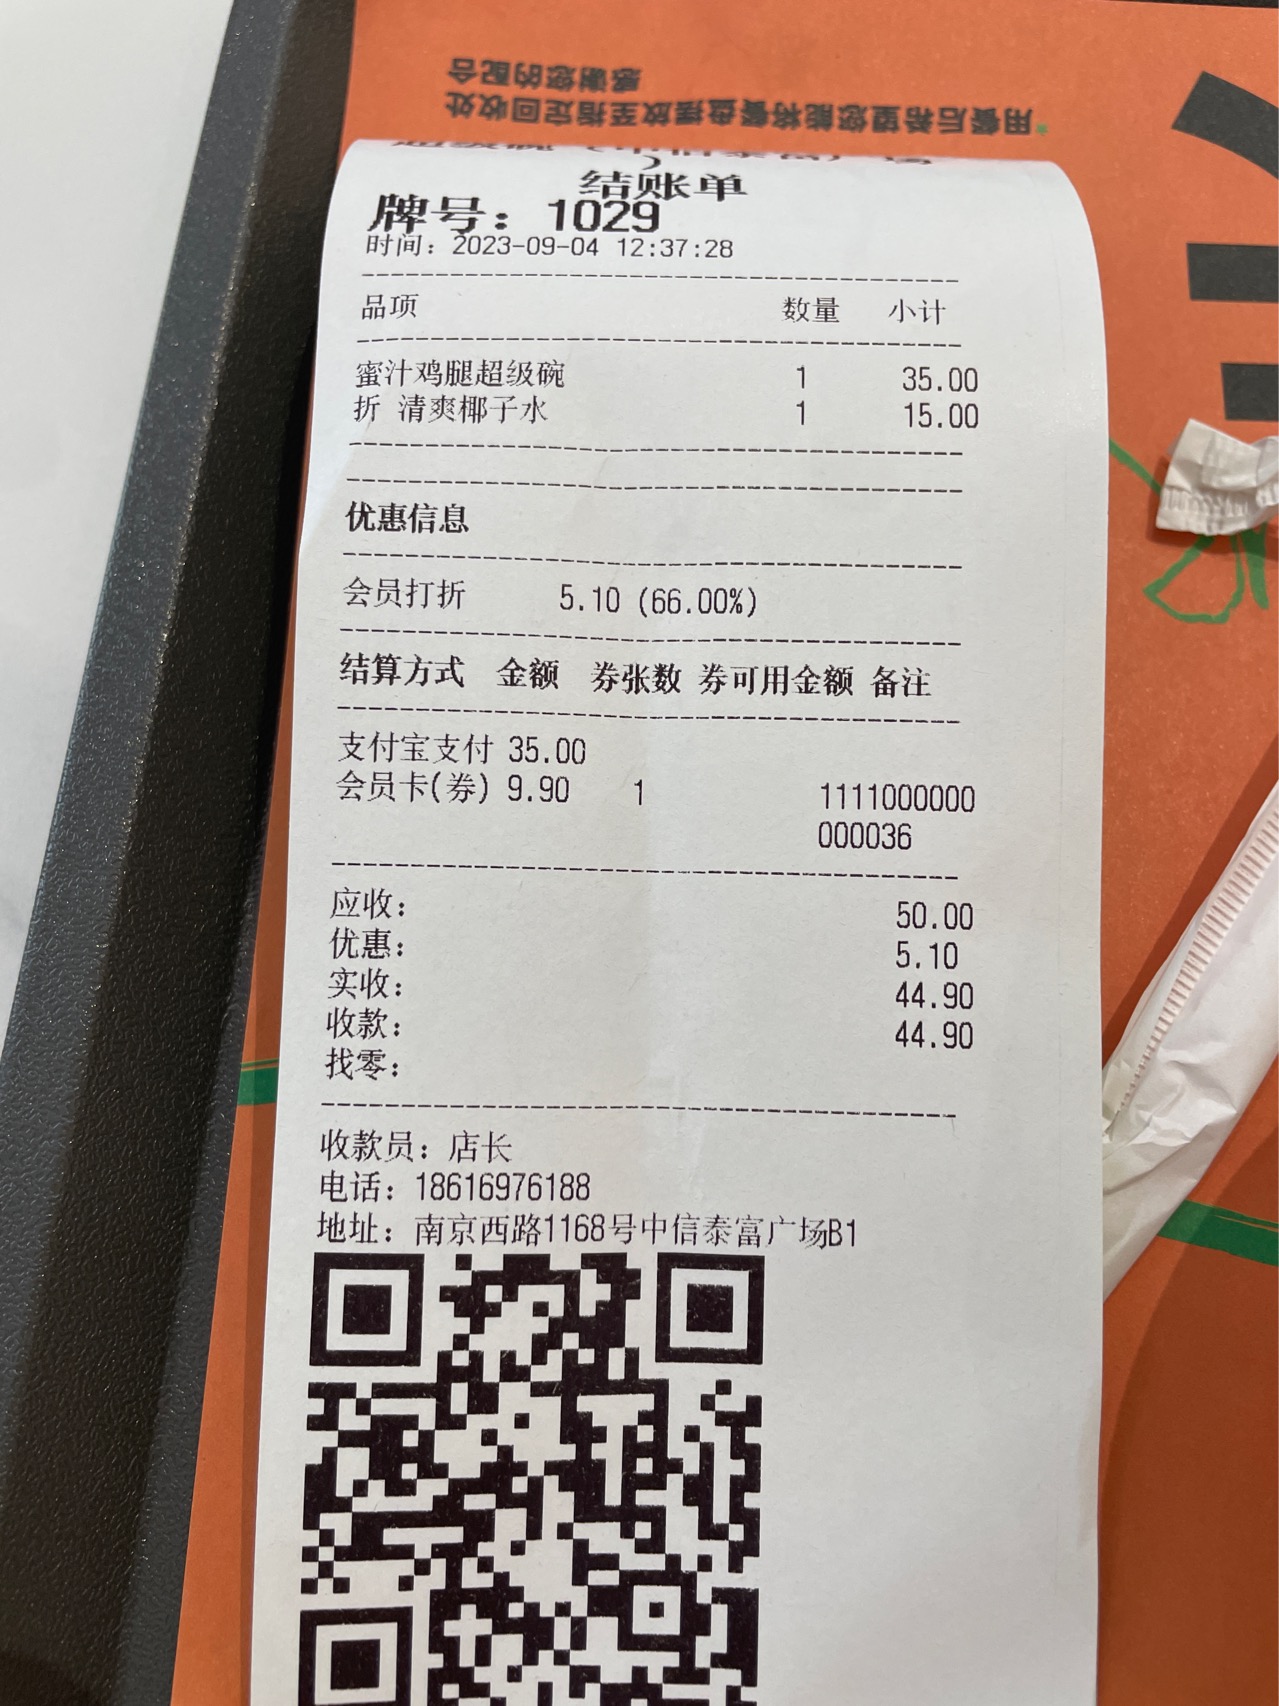 *用餐后希望您能将餐盘摆放至指定回收处
感谢您的配合
结账单
牌号：1029
时间：2023-09-04 12:37:28
品项 数量 小计
蜜汁鸡腿超级碗 1 35.00
折 清爽椰子水 1 15.00
优惠信息
会员打折 5.10 (66.00%)
结算方式 金额 券张数 券可用金额 备注
支付宝支付 35.00
会员卡(券) 9.90 1 1111000000
000036
应收： 50.00
优惠： 5.10
实收： 44.90
收款： 44.90
找零：
收款员：店长
电话：18616976188
地址：南京西路1168号中信泰富广场B1